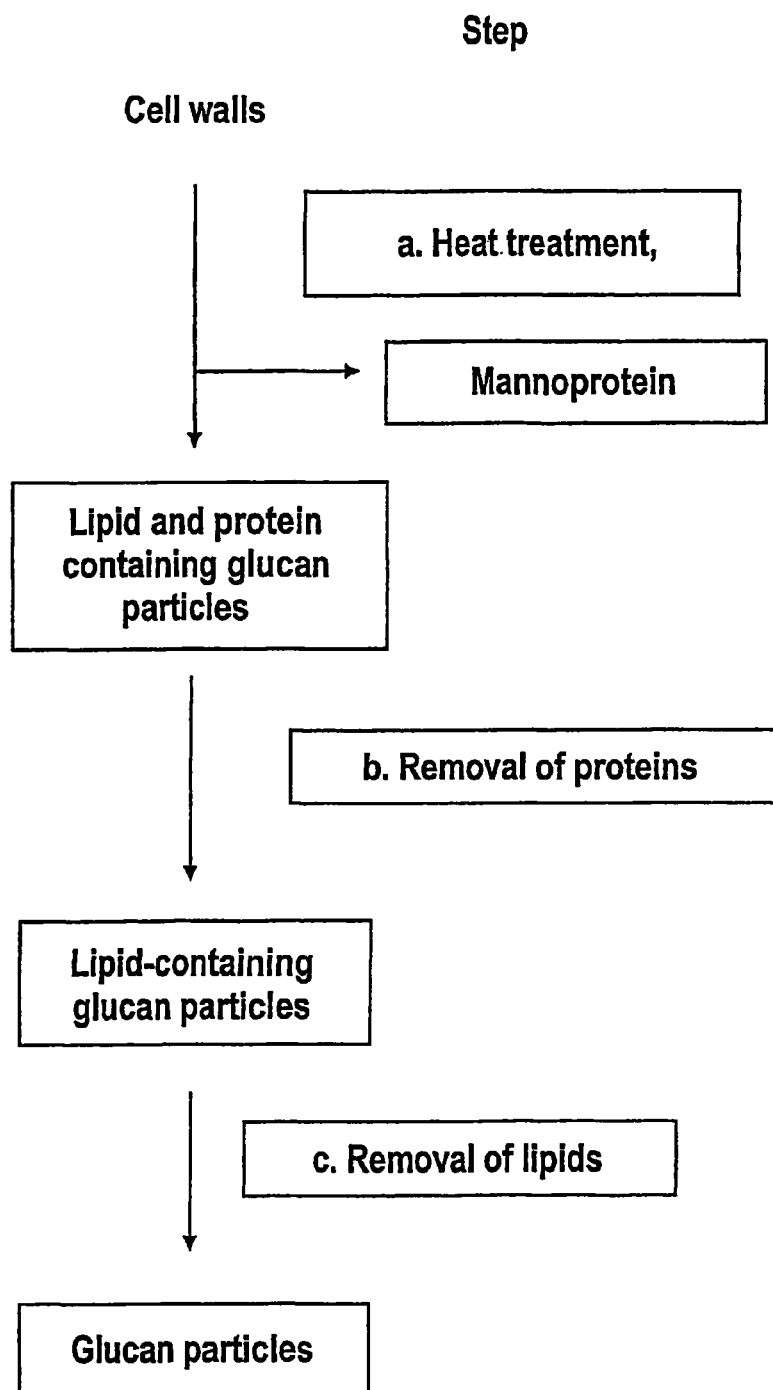 Step
Cell walls
a. Heat treatment,
Mannoprotein
Lipid and protein
containing glucan
particles
b. Removal of proteins
Lipid-containing
glucan particles
c. Removal of lipids
Glucan particles